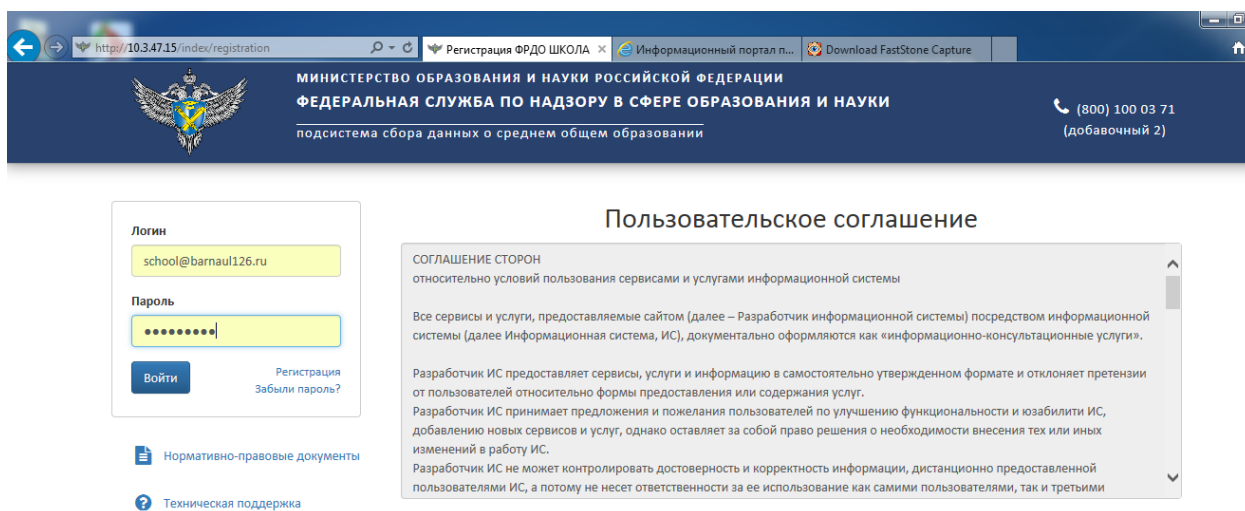 http://10.3.47.15/index/registration
Регистрация ФРДО ШКОЛА
Информационный портал п...
Download FastStone Capture
МИНИСТЕРСТВО ОБРАЗОВАНИЯ И НАУКИ РОССИЙСКОЙ ФЕДЕРАЦИИ
ФЕДЕРАЛЬНАЯ СЛУЖБА ПО НАДЗОРУ В СФЕРЕ ОБРАЗОВАНИЯ И НАУКИ
подсистема сбора данных о среднем общем образовании
(800) 100 03 71
(добавочный 2)
Логин
school@barnaul126.ru
Пароль
Войти
Регистрация
Забыли пароль?
Нормативно-правовые документы
Техническая поддержка
Пользовательское соглашение
СОГЛАШЕНИЕ СТОРОН
относительно условий пользования сервисами и услугами информационной системы
Все сервисы и услуги, предоставляемые сайтом (далее – Разработчик информационной системы) посредством информационной
системы (далее Информационная система, ИС), документально оформляются как «информационно-консультационные услуги».
Разработчик ИС предоставляет сервисы, услуги и информацию в самостоятельно утвержденном формате и отклоняет претензии
от пользователей относительно формы предоставления или содержания услуг.
Разработчик ИС принимает предложения и пожелания пользователей по улучшению функциональности и юзабилити ИС,
добавлению новых сервисов и услуг, однако оставляет за собой право решения о необходимости внесения тех или иных
изменений в работу ИС.
Разработчик ИС не может контролировать достоверность и корректность информации, дистанционно предоставленной
пользователями ИС, а потому не несет ответственности за ее использование как самими пользователями, так и третьими